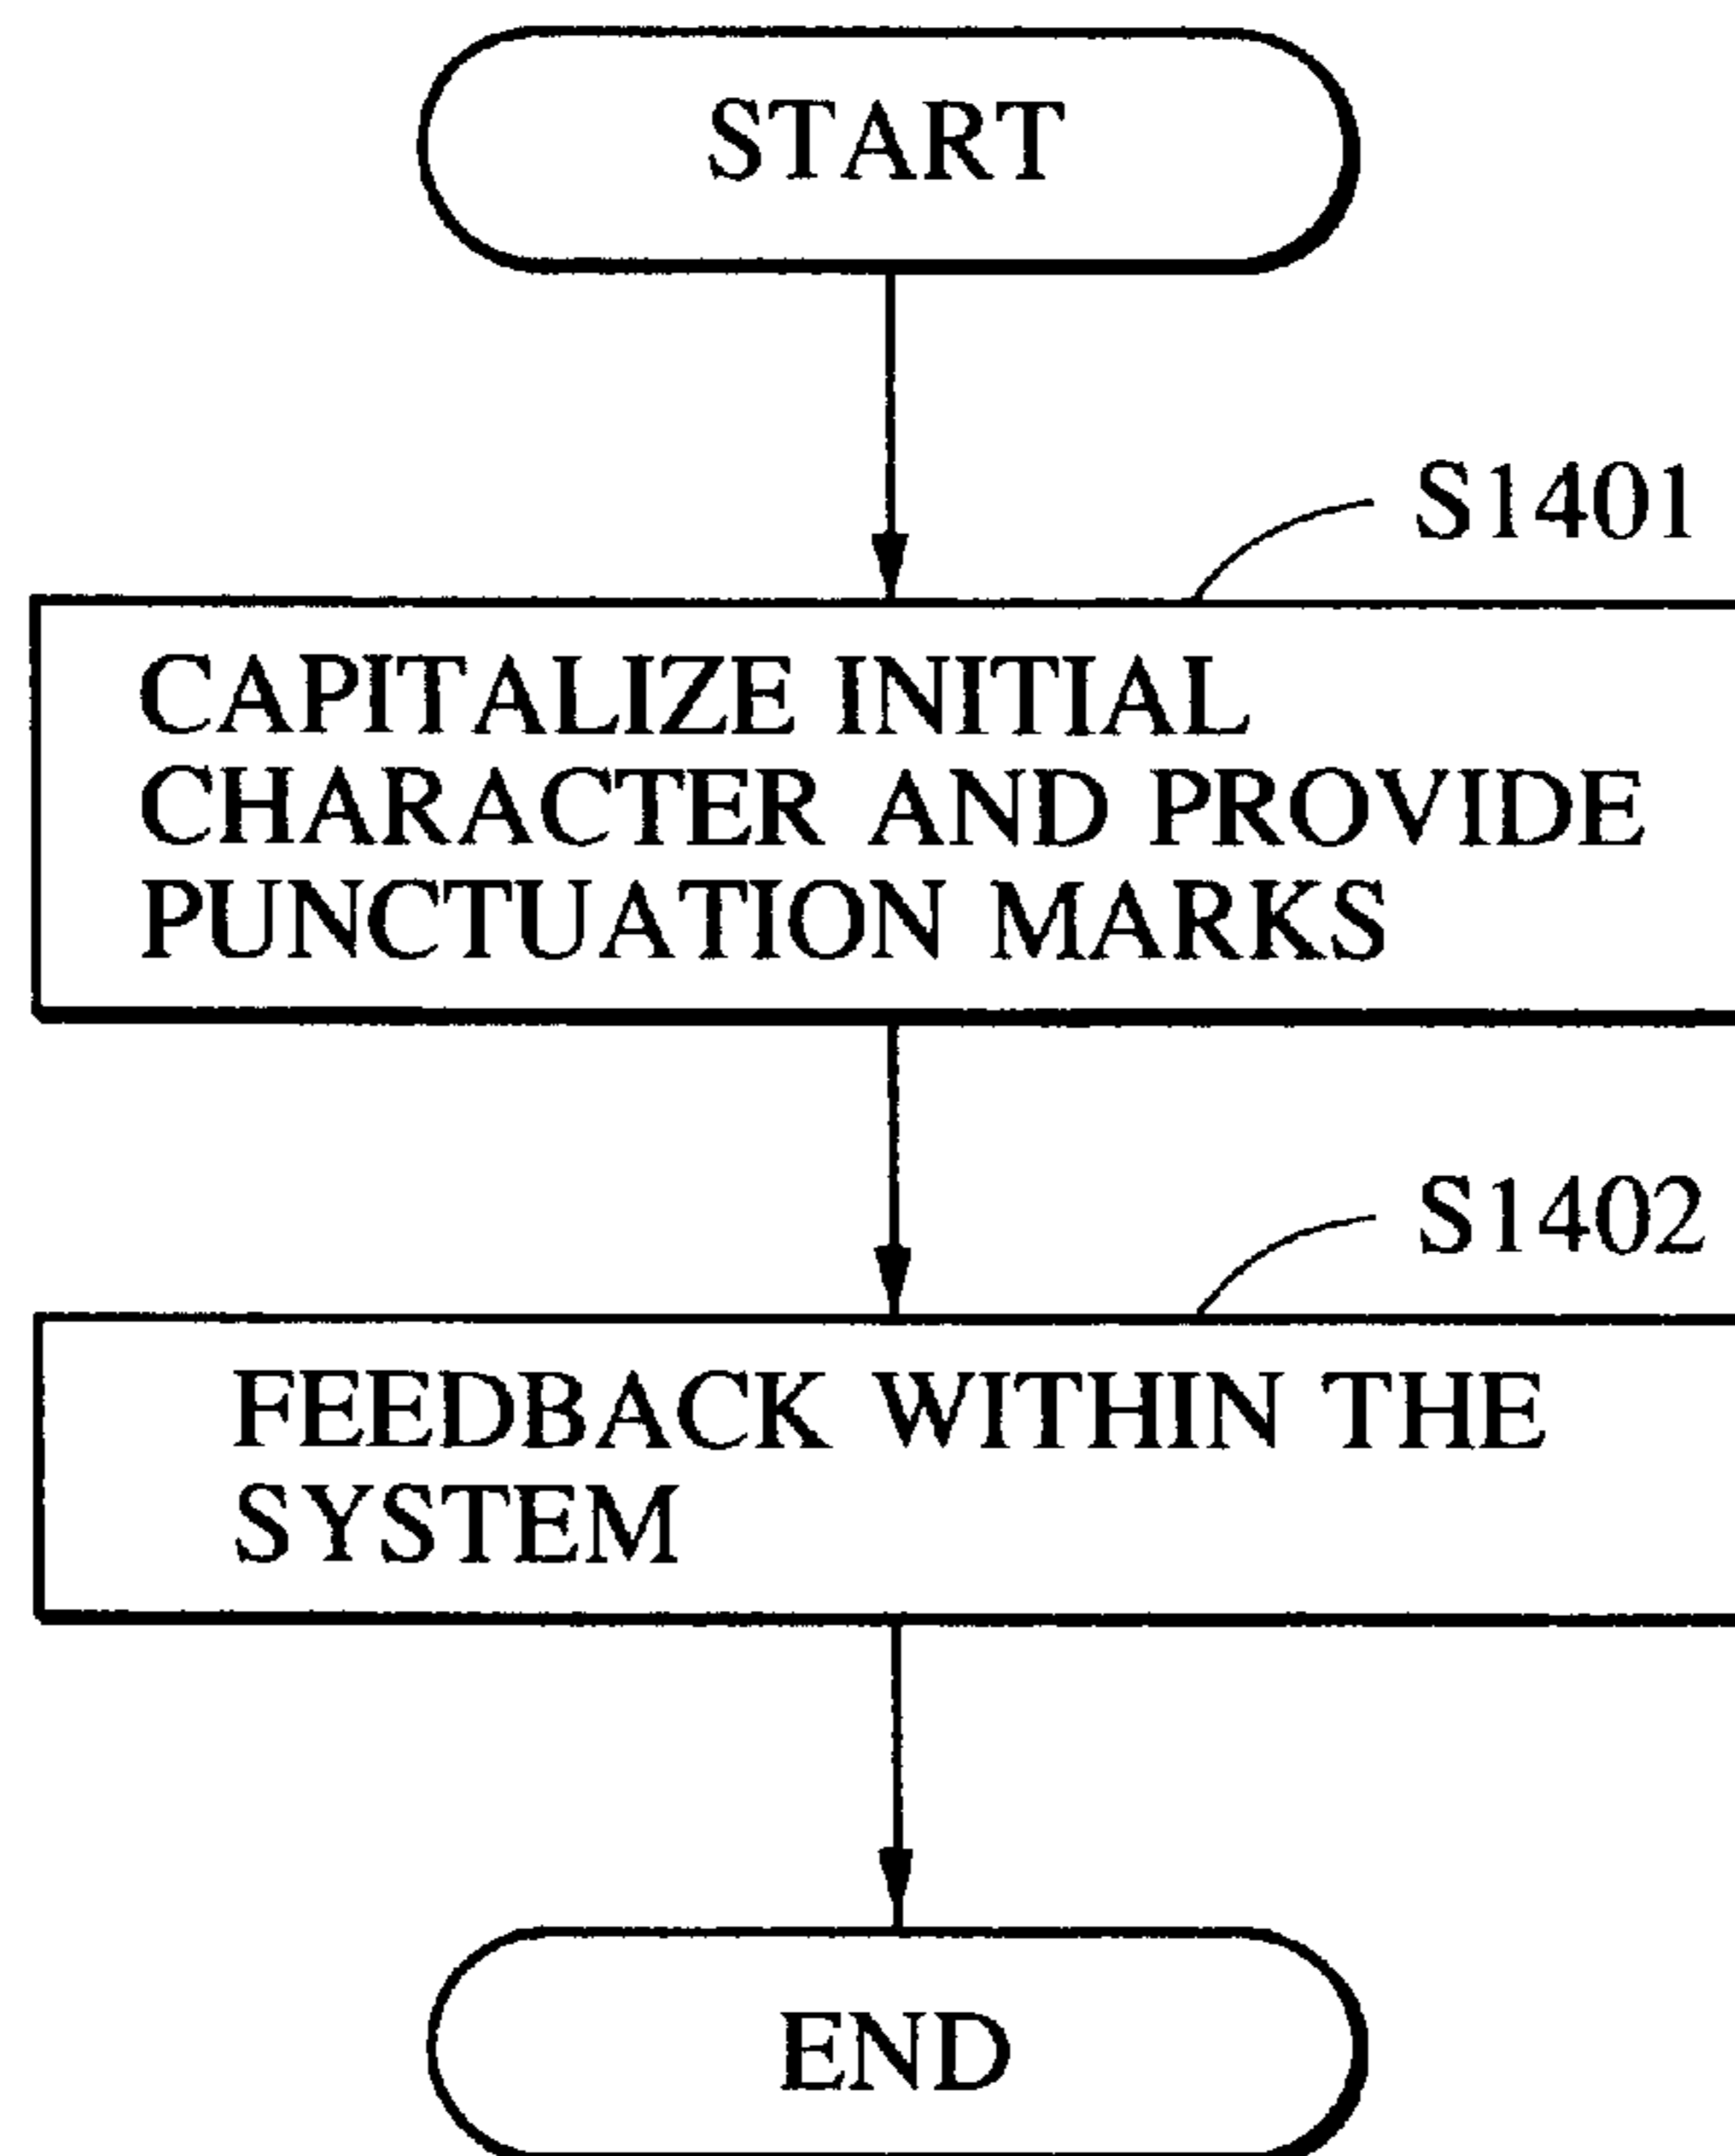 START
S1401
CAPITALIZE INITIAL
CHARACTER AND PROVIDE
PUNCTUATION MARKS
S1402
FEEDBACK WITHIN THE
SYSTEM
END